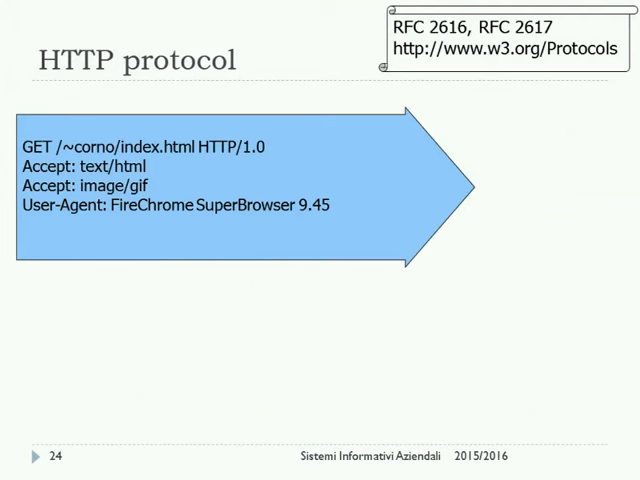 RFC 2616, RFC 2617
http://www.w3.org/Protocols
HTTP protocol
GET /~corno/index.html HTTP/1.0
Accept: text/html
Accept: image/gif
User-Agent: FireChrome SuperBrowser 9.45
24
Sistemi Informativi Aziendali 2015/2016